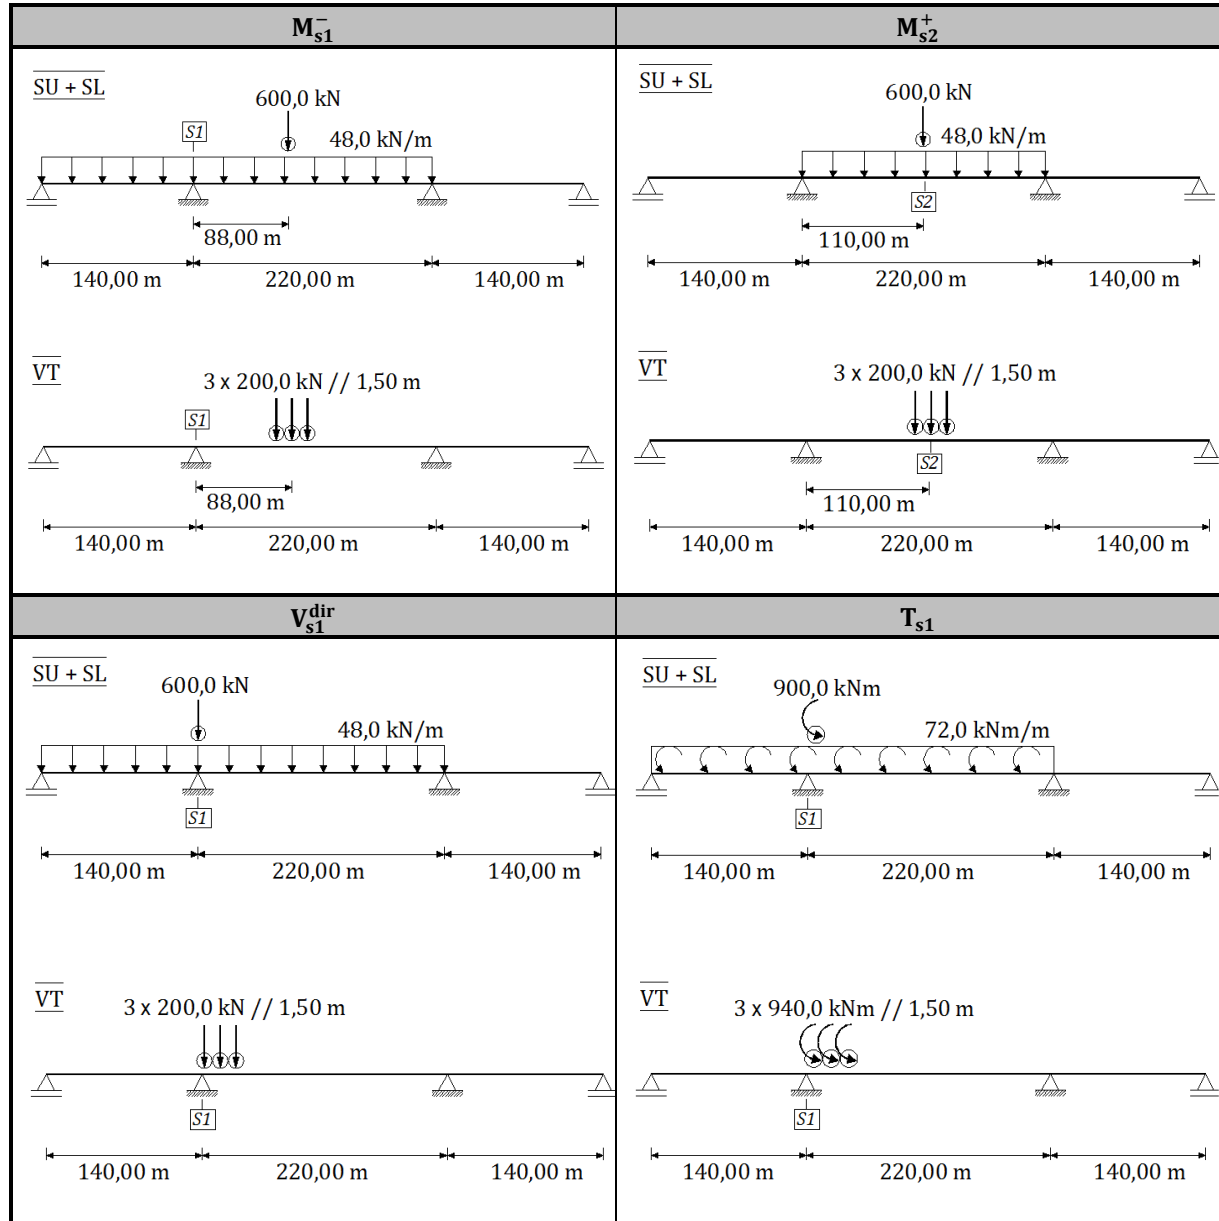 M⁻s1
SU + SL
600,0 kN
S1
48,0 kN/m
88,00 m
140,00 m 220,00 m 140,00 m
VT
3 x 200,0 kN // 1,50 m
S1
88,00 m
140,00 m 220,00 m 140,00 m
M⁺s2
SU + SL
600,0 kN
48,0 kN/m
S2
110,00 m
140,00 m 220,00 m 140,00 m
VT
3 x 200,0 kN // 1,50 m
S2
110,00 m
140,00 m 220,00 m 140,00 m
V^dir s1
SU + SL
600,0 kN
48,0 kN/m
S1
140,00 m 220,00 m 140,00 m
VT
3 x 200,0 kN // 1,50 m
S1
140,00 m 220,00 m 140,00 m
Ts1
SU + SL
900,0 kNm
72,0 kNm/m
S1
140,00 m 220,00 m 140,00 m
VT
3 x 940,0 kNm // 1,50 m
S1
140,00 m 220,00 m 140,00 m